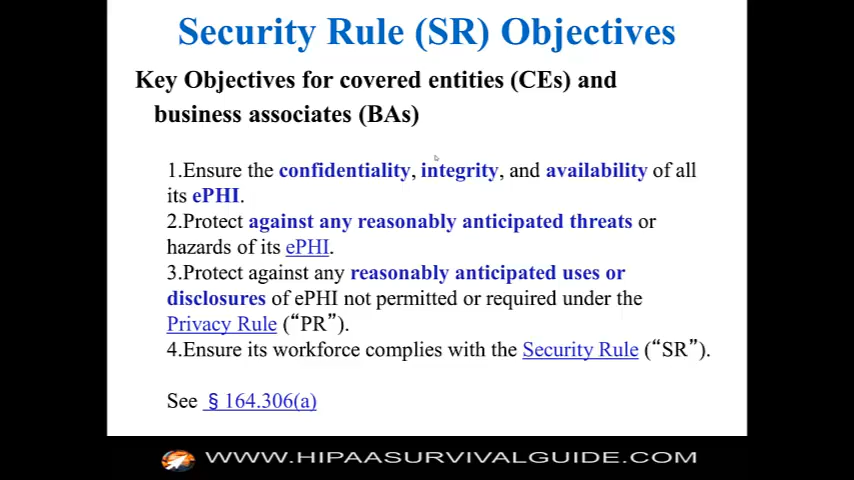 Security Rule (SR) Objectives
Key Objectives for covered entities (CEs) and
business associates (BAs)
1.Ensure the confidentiality, integrity, and availability of all
its ePHI.
2.Protect against any reasonably anticipated threats or
hazards of its ePHI.
3.Protect against any reasonably anticipated uses or
disclosures of ePHI not permitted or required under the
Privacy Rule (“PR”).
4.Ensure its workforce complies with the Security Rule (“SR”).
See § 164.306(a)
WWW.HIPAASURVIVALGUIDE.COM